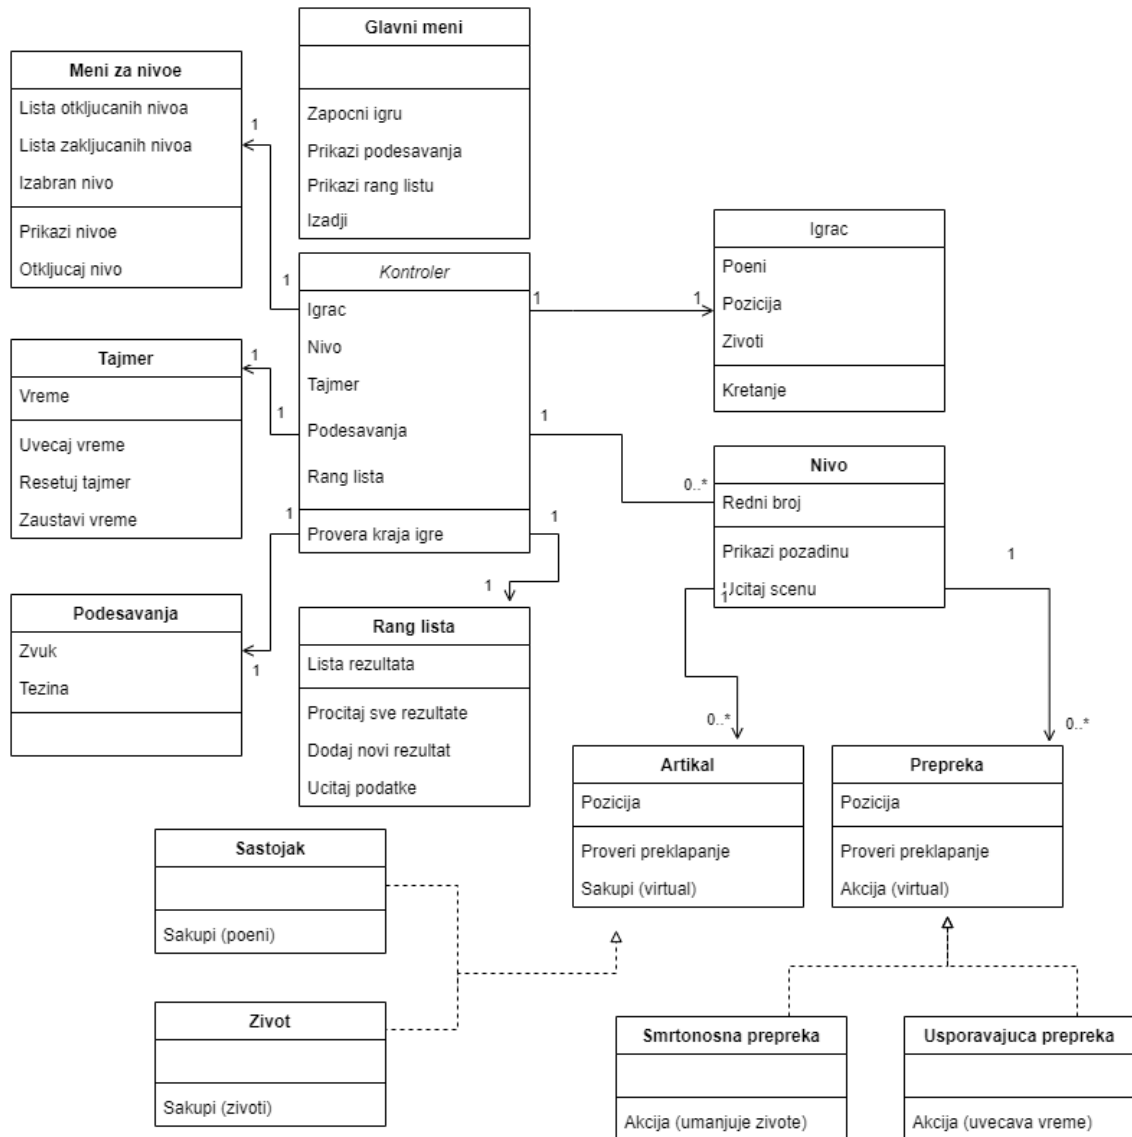 Glavni meni
Zapocni igru
Prikazi podesavanja
Prikazi rang listu
Izadji
Meni za nivoe
Lista otkljucanih nivoa
Lista zakljucanih nivoa
Izabran nivo
Prikazi nivoe
Otkljucaj nivo
1
1
Kontroler
Igrac
Nivo
Tajmer
Podesavanja
Rang lista
Provera kraja igre
1
1
Igrac
Poeni
Pozicija
Zivoti
Kretanje
Tajmer
Vreme
Uvecaj vreme
Resetuj tajmer
Zaustavi vreme
1
1
1
0..*
Nivo
Redni broj
Prikazi pozadinu
Ucitaj scenu
1
1
1
1
Podesavanja
Zvuk
Tezina
1
1
Rang lista
Lista rezultata
Procitaj sve rezultate
Dodaj novi rezultat
Ucitaj podatke
0..*
0..*
Artikal
Pozicija
Proveri preklapanje
Sakupi (virtual)
Prepreka
Pozicija
Proveri preklapanje
Akcija (virtual)
Sastojak
Sakupi (poeni)
Zivot
Sakupi (zivoti)
Smrtonosna prepreka
Akcija (umanjuje zivote)
Usporavajuca prepreka
Akcija (uvecava vreme)